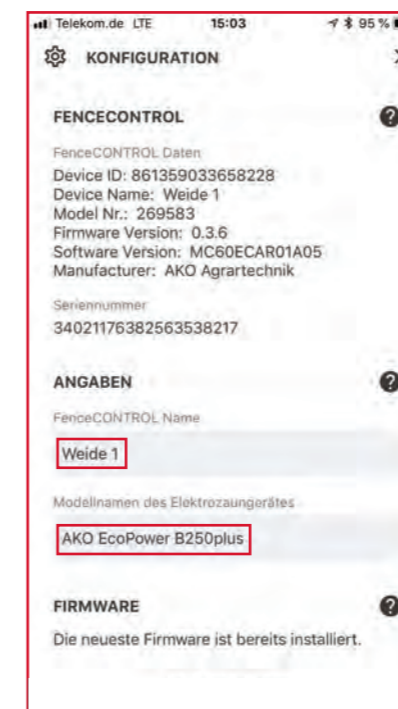 Telekom.de LTE 15:03 95 %
KONFIGURATION
FENCECONTROL
FenceCONTROL Daten
Device ID: 861359033658228
Device Name: Weide 1
Model Nr.: 269583
Firmware Version: 0.3.6
Software Version: MC60ECAR01A05
Manufacturer: AKO Agrartechnik
Seriennummer
34021176382563538217
ANGABEN
FenceCONTROL Name
Weide 1
Modellnamen des Elektrozaungerätes
AKO EcoPower B250plus
FIRMWARE
Die neueste Firmware ist bereits installiert.